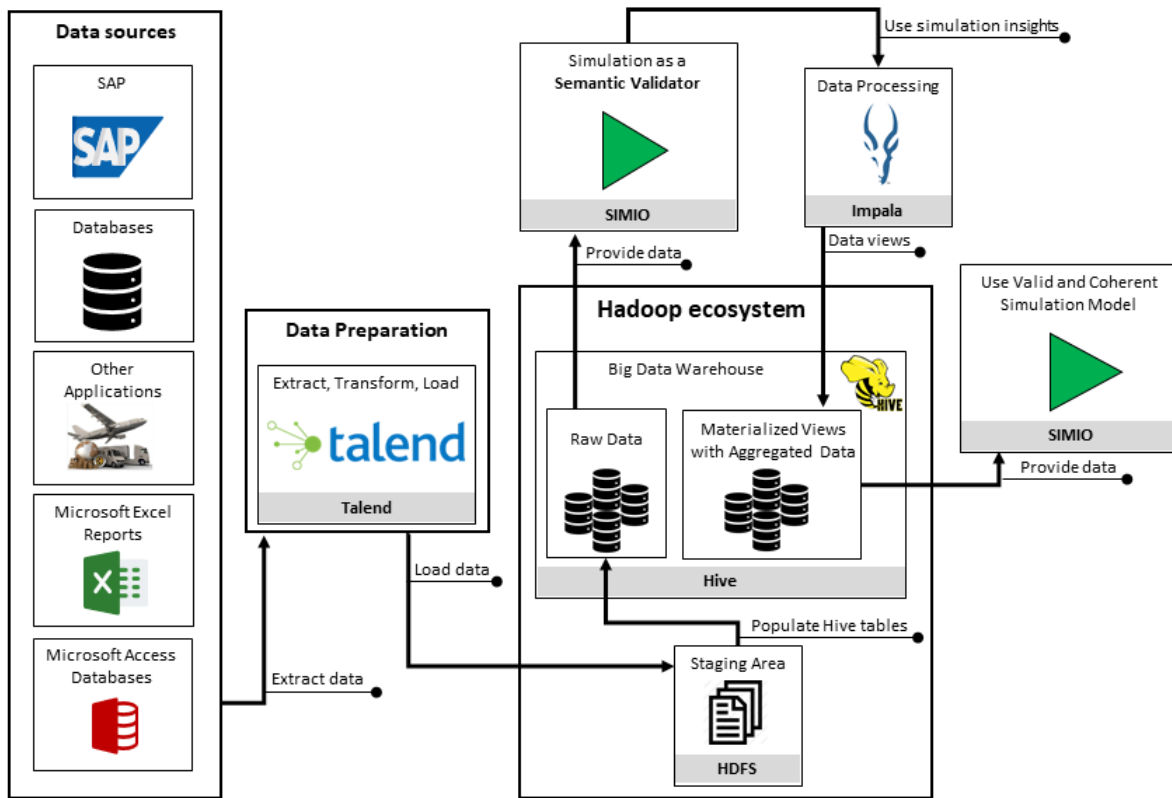 Data sources
SAP
SAP
Databases
Other
Applications
Microsoft Excel
Reports
X
Microsoft Access
Databases
Extract data
Data Preparation
Extract, Transform, Load
talend
Talend
Load data
Simulation as a
Semantic Validator
SIMIO
Provide data
Use simulation insights
Data Processing
Impala
Data views
Hadoop ecosystem
Big Data Warehouse
HIVE
Raw Data
Materialized Views
with Aggregated Data
Hive
Populate Hive tables
Staging Area
HDFS
Use Valid and Coherent
Simulation Model
SIMIO
Provide data